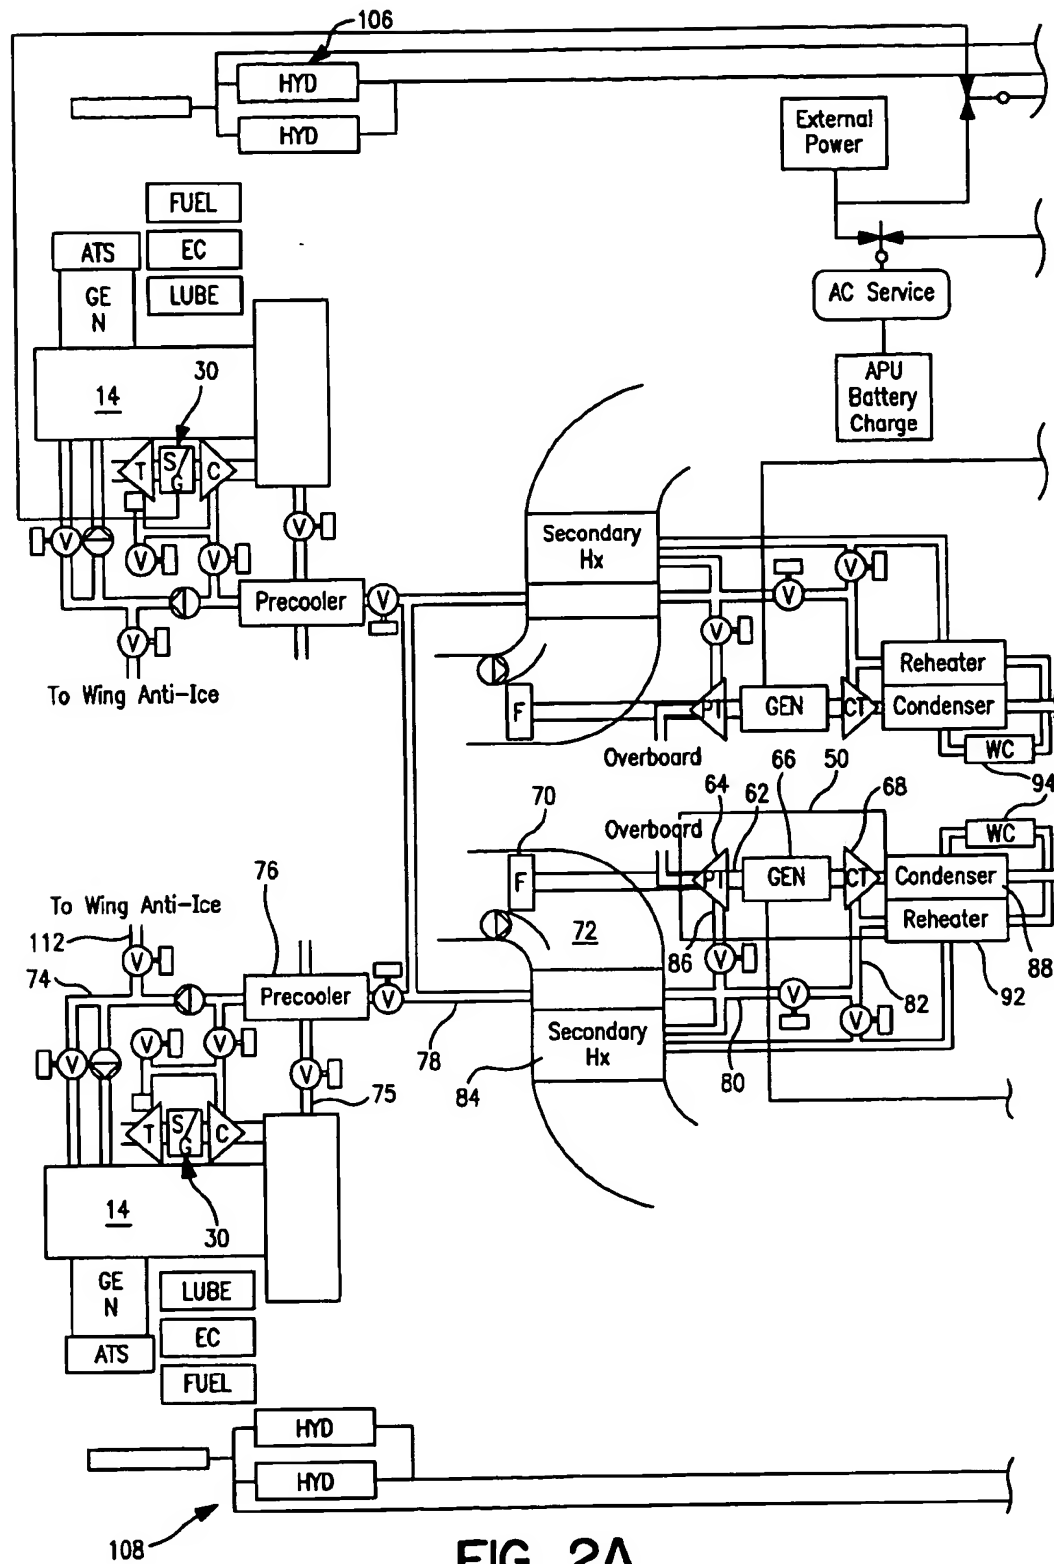 106
HYD
HYD
External
Power
FUEL
ATS
EC
GE
N
LUBE
AC Service
30
14
APU
Battery
Charge
T
S/G
C
V
V
V
V
V
Secondary
Hx
V
V
Precooler
V
V
V
To Wing Anti-Ice
Reheater
F
PT
GEN
CT
Condenser
Overboard
WC
50
94
64
66
68
62
70
Overboard
WC
76
F
PT
GEN
CT
Condenser
To Wing Anti-Ice
Reheater
112
72
86
88
V
V
74
Precooler
V
V
82
92
78
V
V
V
Secondary
Hx
V
80
84
V
75
T
S/G
C
14
30
GE
N
LUBE
EC
ATS
FUEL
HYD
HYD
108
FIG. 2A